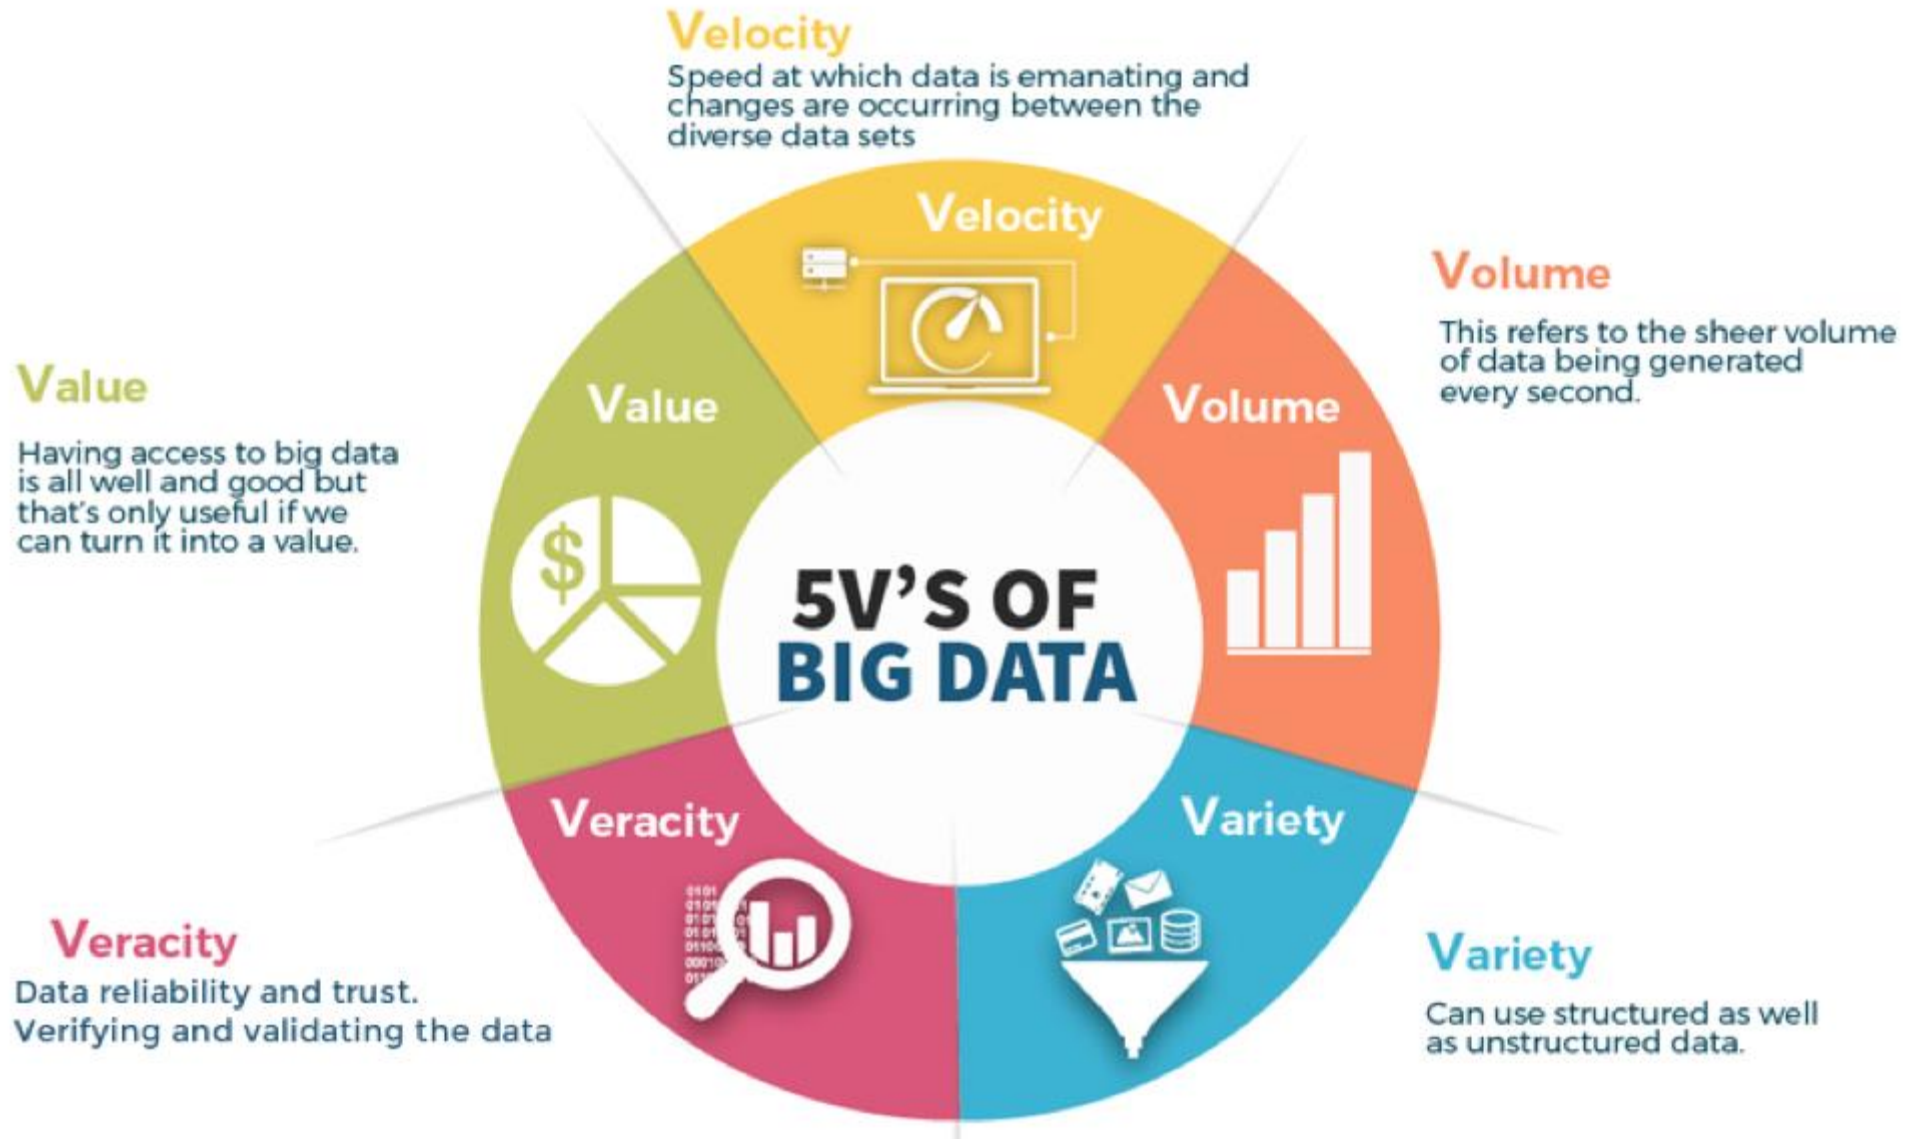 Velocity
Speed at which data is emanating and
changes are occurring between the
diverse data sets
Velocity
Volume
This refers to the sheer volume
of data being generated
every second.
Value
Having access to big data
is all well and good but
that's only useful if we
can turn it into a value.
Value
$
Volume
5V'S OF
BIG DATA
Veracity
Variety
0101
Veracity
Data reliability and trust.
Verifying and validating the data
Variety
Can use structured as well
as unstructured data.